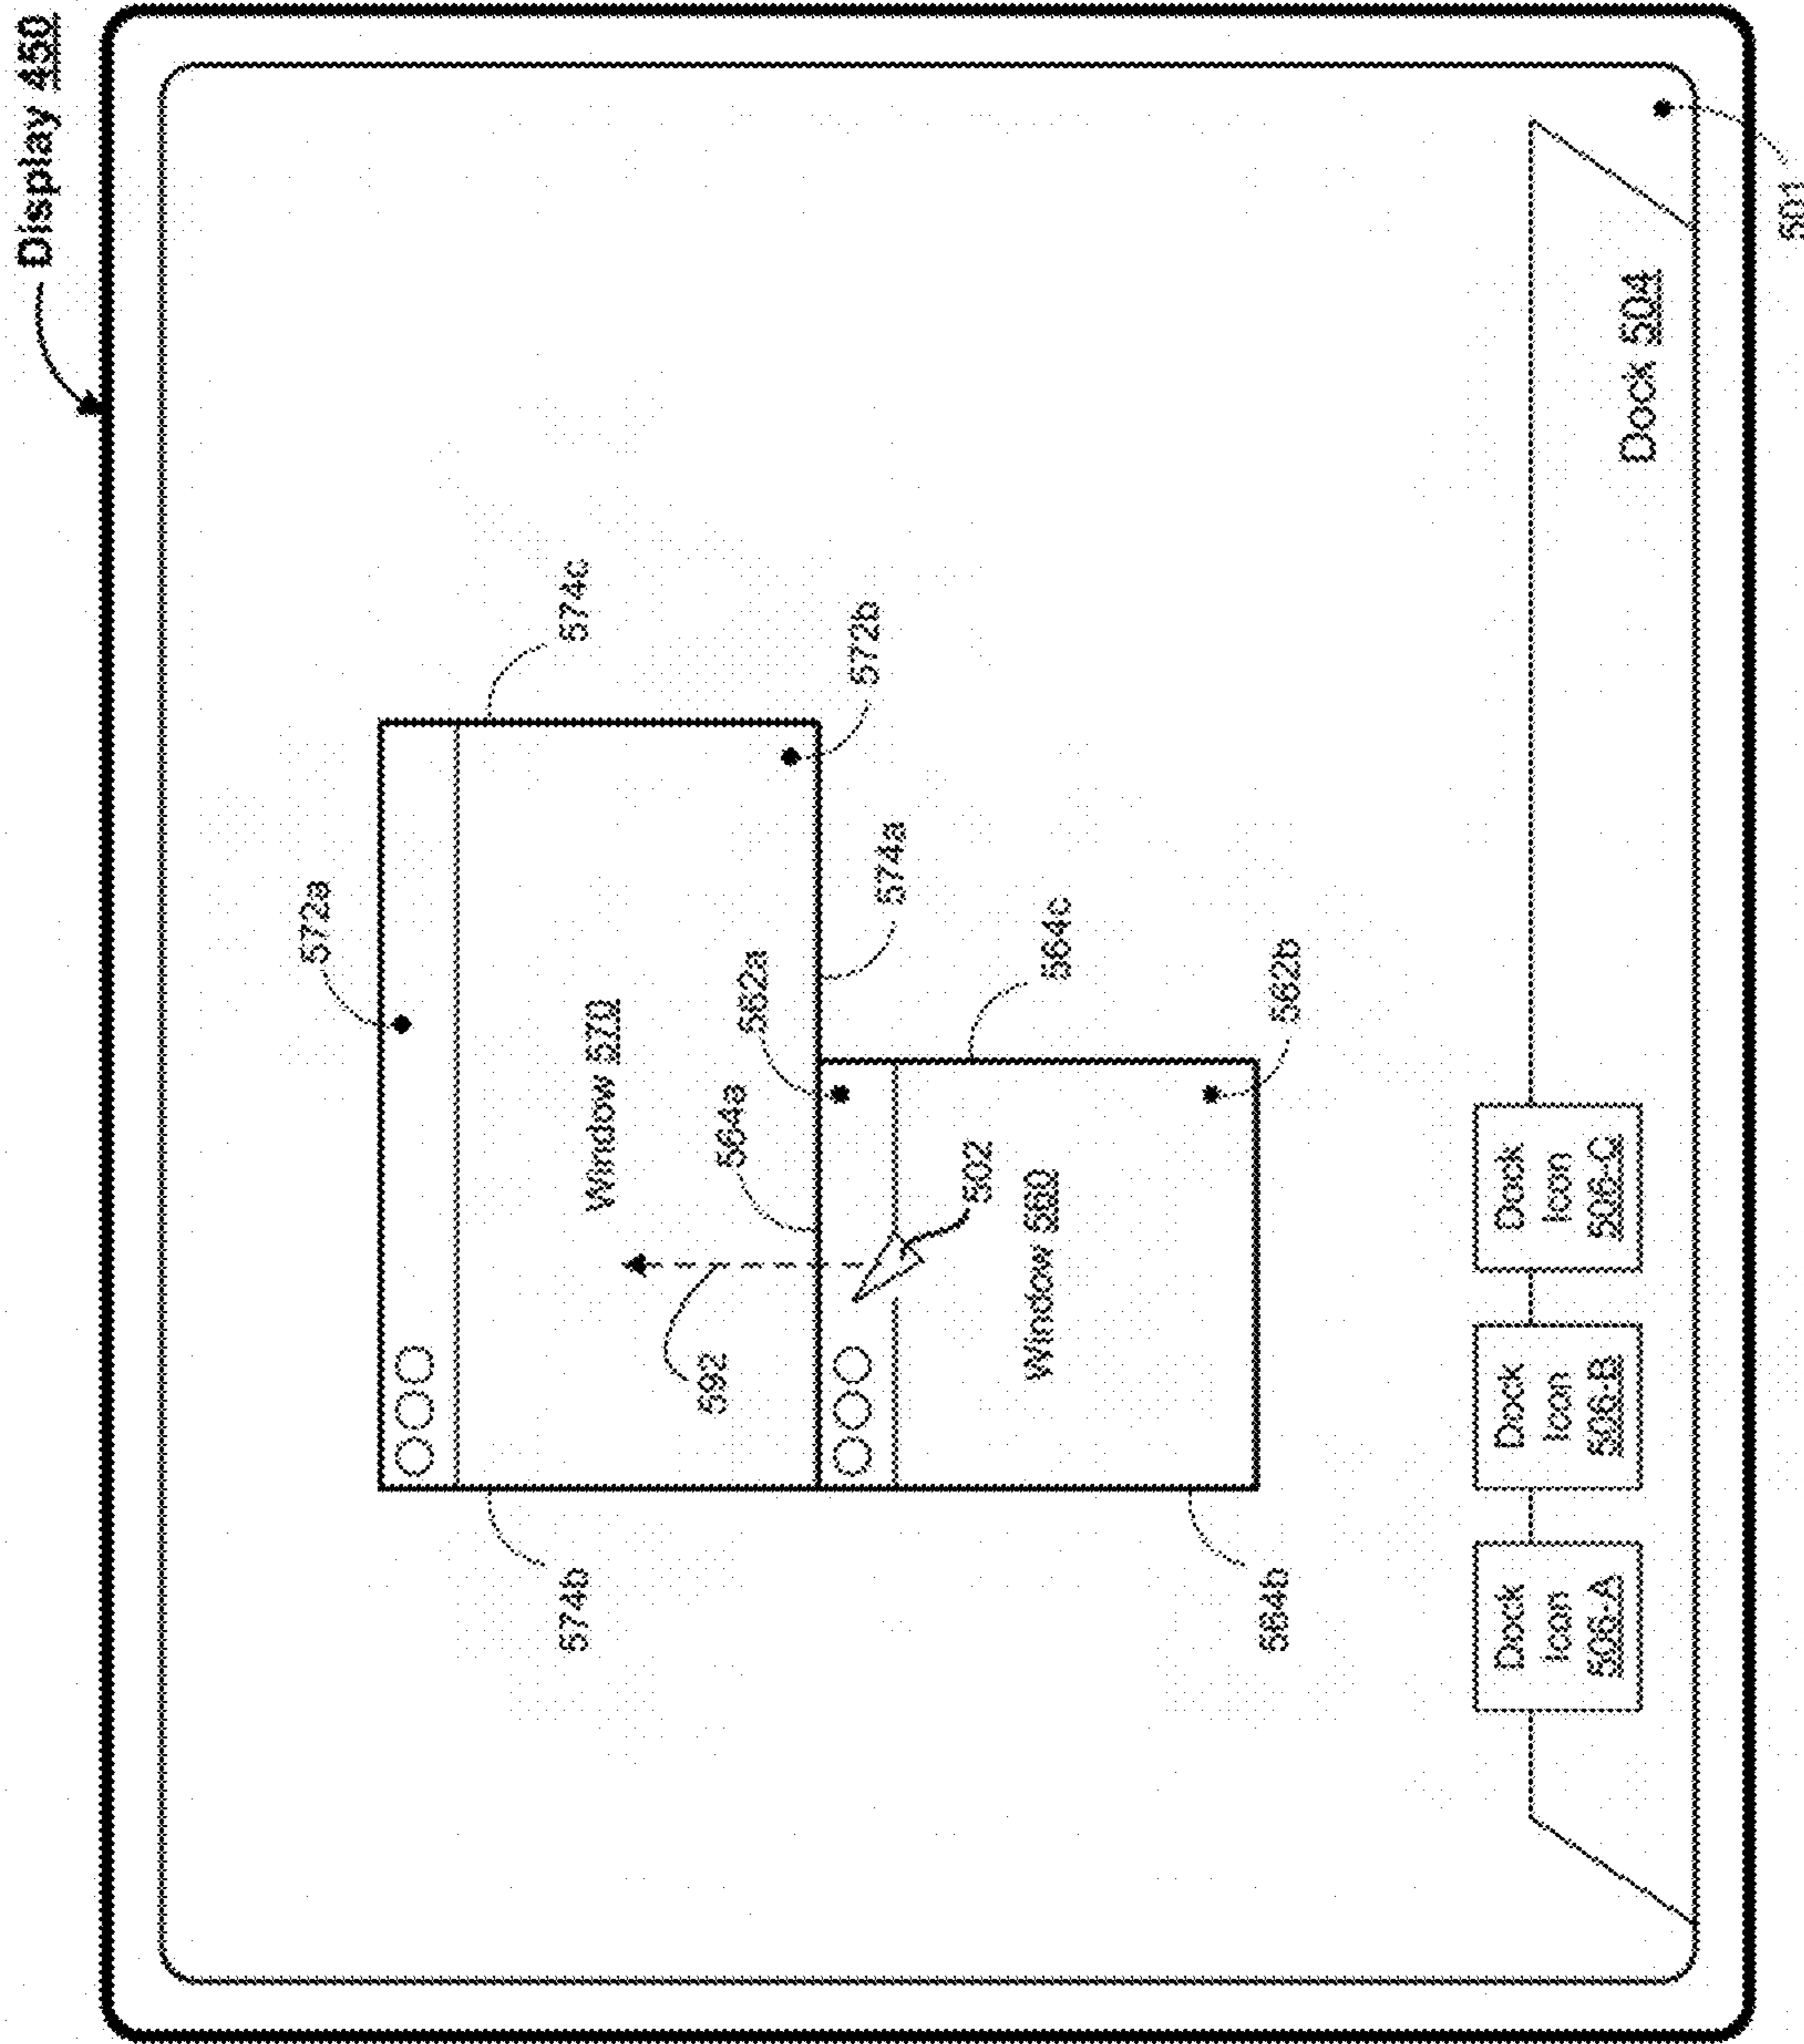 Display 450
572a
574c
574b
Window 570
572b
592
564a
562a
574a
502
564c
Window 560
562b
564b
Dock
Icon
506-A
Dock
Icon
506-B
Dock
Icon
506-C
Dock 504
501